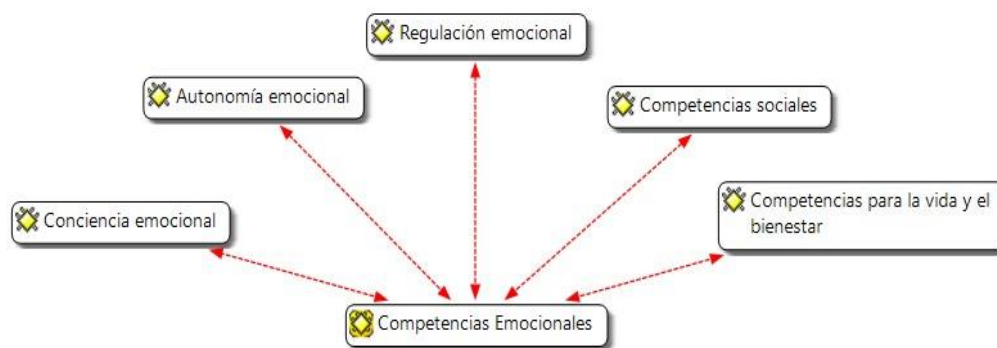 Regulación emocional
Autonomía emocional
Competencias sociales
Conciencia emocional
Competencias para la vida y el
bienestar
Competencias Emocionales